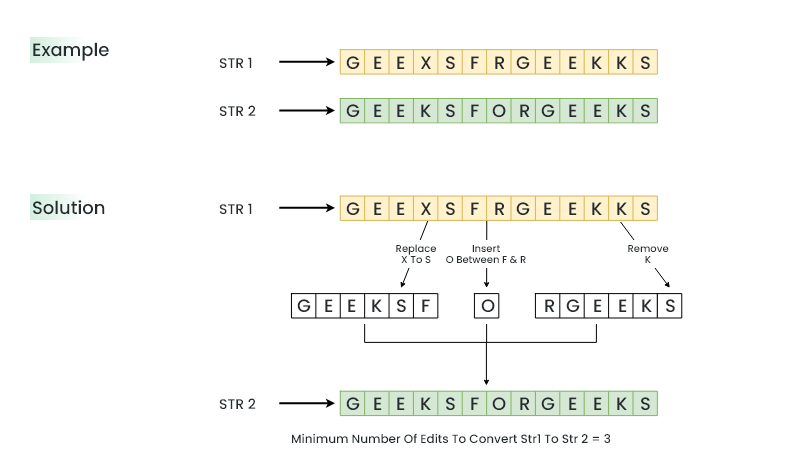 Example
STR 1
G E E X S F R G E E K K S
STR 2
G E E K S F O R G E E K S
Solution
STR 1
G E E X S F R G E E K K S
Replace
X To S
Insert
O Between F & R
Remove
K
G E E K S F
O
R G E E K S
STR 2
G E E K S F O R G E E K S
Minimum Number Of Edits To Convert Str1 To Str 2 = 3